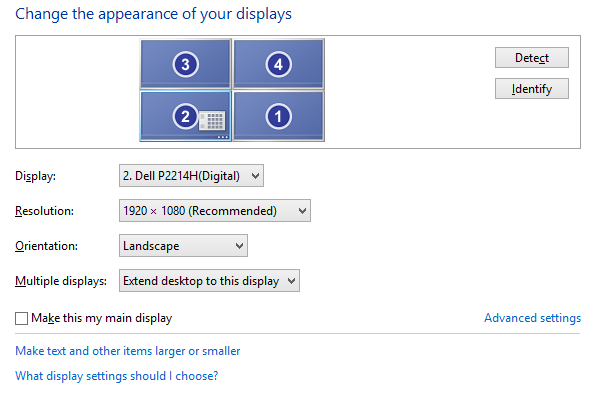 Change the appearance of your displays
3 4
Detect
2 1
Identify
Display: 2. Dell P2214H(Digital)
Resolution: 1920 × 1080 (Recommended)
Orientation: Landscape
Multiple displays: Extend desktop to this display
Make this my main display Advanced settings
Make text and other items larger or smaller
What display settings should I choose?